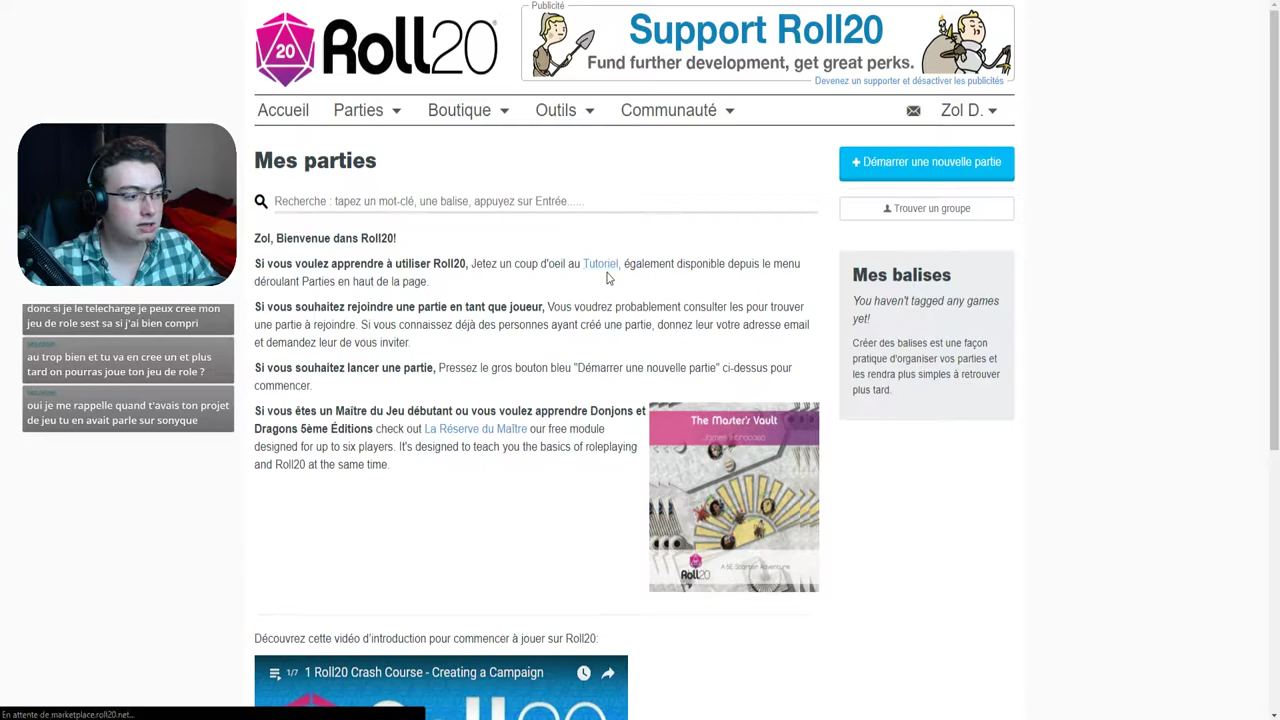 Publicité
20 Roll20
Support Roll20
Fund further development, get great perks.
Devenez un supporter et désactiver les publicités
Accueil Parties Boutique Outils Communauté Zol D.
Mes parties
+ Démarrer une nouvelle partie
Recherche : tapez un mot-clé, une balise, appuyez sur Entrée......
Trouver un groupe
Zol, Bienvenue dans Roll20!
Si vous voulez apprendre à utiliser Roll20, Jetez un coup d'oeil au Tutoriel, également disponible depuis le menu
déroulant Parties en haut de la page.
Si vous souhaitez rejoindre une partie en tant que joueur, Vous voudrez probablement consulter les pour trouver
une partie à rejoindre. Si vous connaissez déjà des personnes ayant créé une partie, donnez leur votre adresse email
et demandez leur de vous inviter.
Si vous souhaitez lancer une partie, Pressez le gros bouton bleu "Démarrer une nouvelle partie" ci-dessus pour
commencer.
Si vous êtes un Maître du Jeu débutant ou vous voulez apprendre Donjons et
Dragons 5ème Éditions check out La Réserve du Maître our free module
designed for up to six players. It's designed to teach you the basics of roleplaying
and Roll20 at the same time.
The Master's Vault
James Introcaso
Roll20
A 5E-Starter Adventure
Mes balises
You haven't tagged any games
yet!
Créer des balises est une façon
pratique d'organiser vos parties et
les rendra plus simples à retrouver
plus tard.
donc si je le telecharge je peux cree mon
jeu de role sest sa si j'ai bien compri
au trop bien et tu va en cree un et plus
tard on pourras joue ton jeu de role ?
oui je me rappelle quand t'avais ton projet
de jeu tu en avait parle sur sonyque
Découvrez cette vidéo d'introduction pour commencer à jouer sur Roll20:
1/7 1 Roll20 Crash Course - Creating a Campaign
En attente de marketplace.roll20.net...